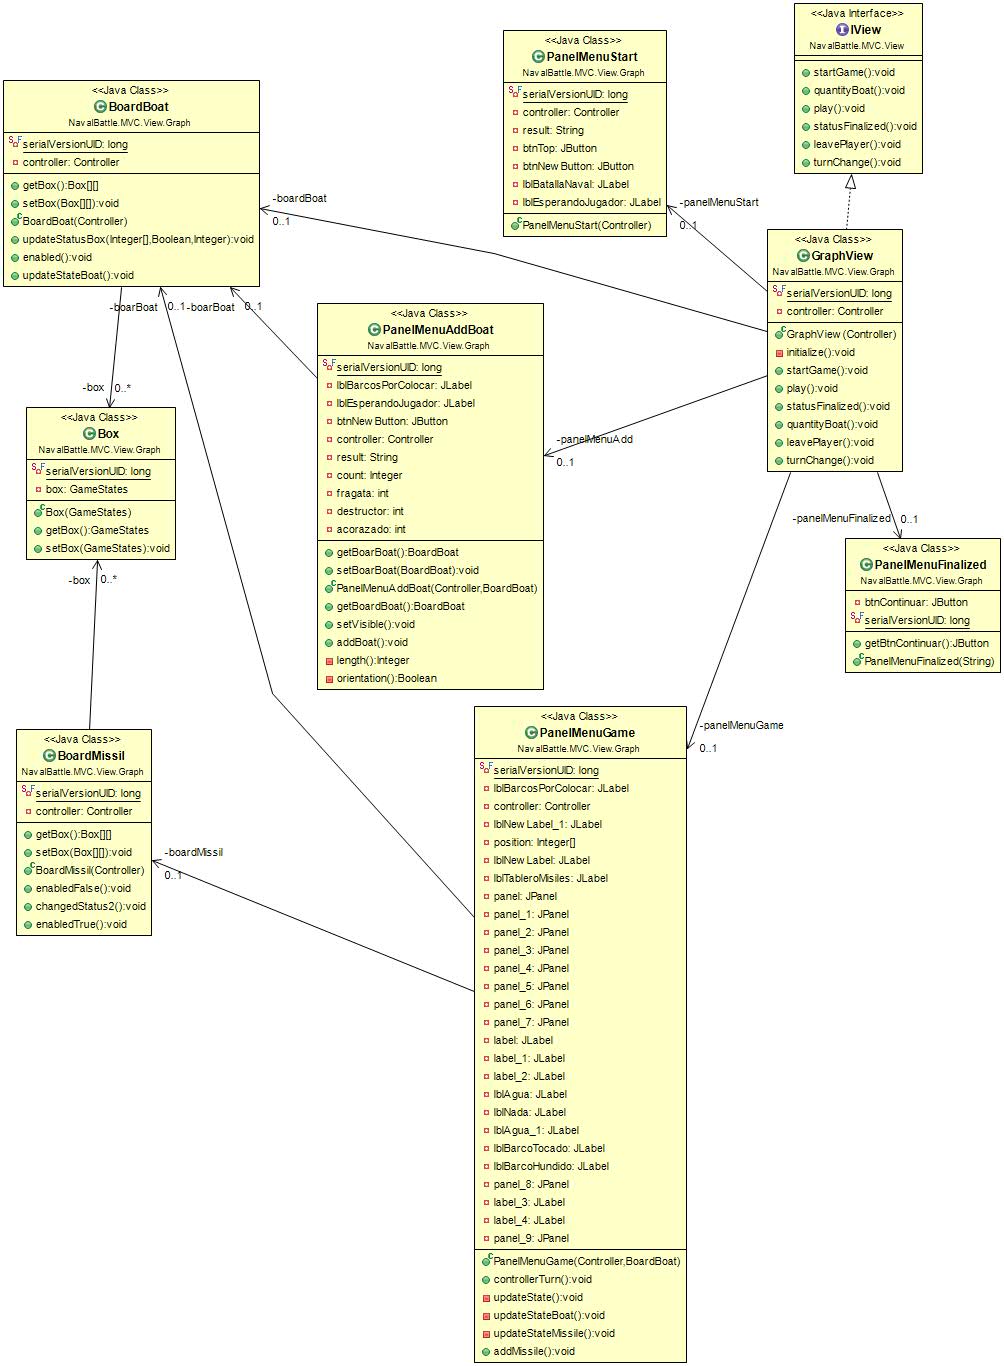 <<Java Interface>>
IView
NavalBattle.MVC.View
startGame():void
quantityBoat():void
play():void
statusFinalized():void
leavePlayer():void
turnChange():void
<<Java Class>>
PanelMenuStart
NavalBattle.MVC.View.Graph
serialVersionUID: long
controller: Controller
result: String
btnTop: JButton
btnNewButton: JButton
lblBatallaNaval: JLabel
lblEsperandoJugador: JLabel
PanelMenuStart(Controller)
<<Java Class>>
BoardBoat
NavalBattle.MVC.View.Graph
serialVersionUID: long
controller: Controller
getBox():Box[][]
setBox(Box[][]):void
BoardBoat(Controller)
updateStatusBox(Integer[],Boolean,Integer):void
enabled():void
updateStateBoat():void
-boardBoat
0..1
-panelMenuStart
0..1
<<Java Class>>
GraphView
NavalBattle.MVC.View.Graph
serialVersionUID: long
controller: Controller
GraphView(Controller)
initialize():void
startGame():void
play():void
statusFinalized():void
quantityBoat():void
leavePlayer():void
turnChange():void
-boarBoat
0..1
-boarBoat
0..1
<<Java Class>>
PanelMenuAddBoat
NavalBattle.MVC.View.Graph
serialVersionUID: long
lblBarcosPorColocar: JLabel
lblEsperandoJugador: JLabel
btnNewButton: JButton
controller: Controller
result: String
count: Integer
fragata: int
destructor: int
acorazado: int
getBoarBoat():BoardBoat
setBoarBoat(BoardBoat):void
PanelMenuAddBoat(Controller,BoardBoat)
getBoardBoat():BoardBoat
setVisible():void
addBoat():void
length():Integer
orientation():Boolean
-panelMenuAdd
0..1
-box
0..*
<<Java Class>>
Box
NavalBattle.MVC.View.Graph
serialVersionUID: long
box: GameStates
Box(GameStates)
getBox():GameStates
setBox(GameStates):void
-box
0..*
-panelMenuFinalized
0..1
<<Java Class>>
PanelMenuFinalized
NavalBattle.MVC.View.Graph
btnContinuar: JButton
serialVersionUID: long
getBtnContinuar():JButton
PanelMenuFinalized(String)
<<Java Class>>
BoardMissil
NavalBattle.MVC.View.Graph
serialVersionUID: long
controller: Controller
getBox():Box[][]
setBox(Box[][]):void
BoardMissil(Controller)
enabledFalse():void
changedStatus2():void
enabledTrue():void
-boardMissil
0..1
-panelMenuGame
0..1
<<Java Class>>
PanelMenuGame
NavalBattle.MVC.View.Graph
serialVersionUID: long
lblBarcosPorColocar: JLabel
controller: Controller
lblNewLabel_1: JLabel
position: Integer[]
lblNewLabel: JLabel
lblTableroMisiles: JLabel
panel: JPanel
panel_1: JPanel
panel_2: JPanel
panel_3: JPanel
panel_4: JPanel
panel_5: JPanel
panel_6: JPanel
panel_7: JPanel
label: JLabel
label_1: JLabel
label_2: JLabel
lblAgua: JLabel
lblNada: JLabel
lblAgua_1: JLabel
lblBarcoTocado: JLabel
lblBarcoHundido: JLabel
panel_8: JPanel
label_3: JLabel
label_4: JLabel
panel_9: JPanel
PanelMenuGame(Controller,BoardBoat)
controllerTurn():void
updateState():void
updateStateBoat():void
updateStateMissile():void
addMissile():void